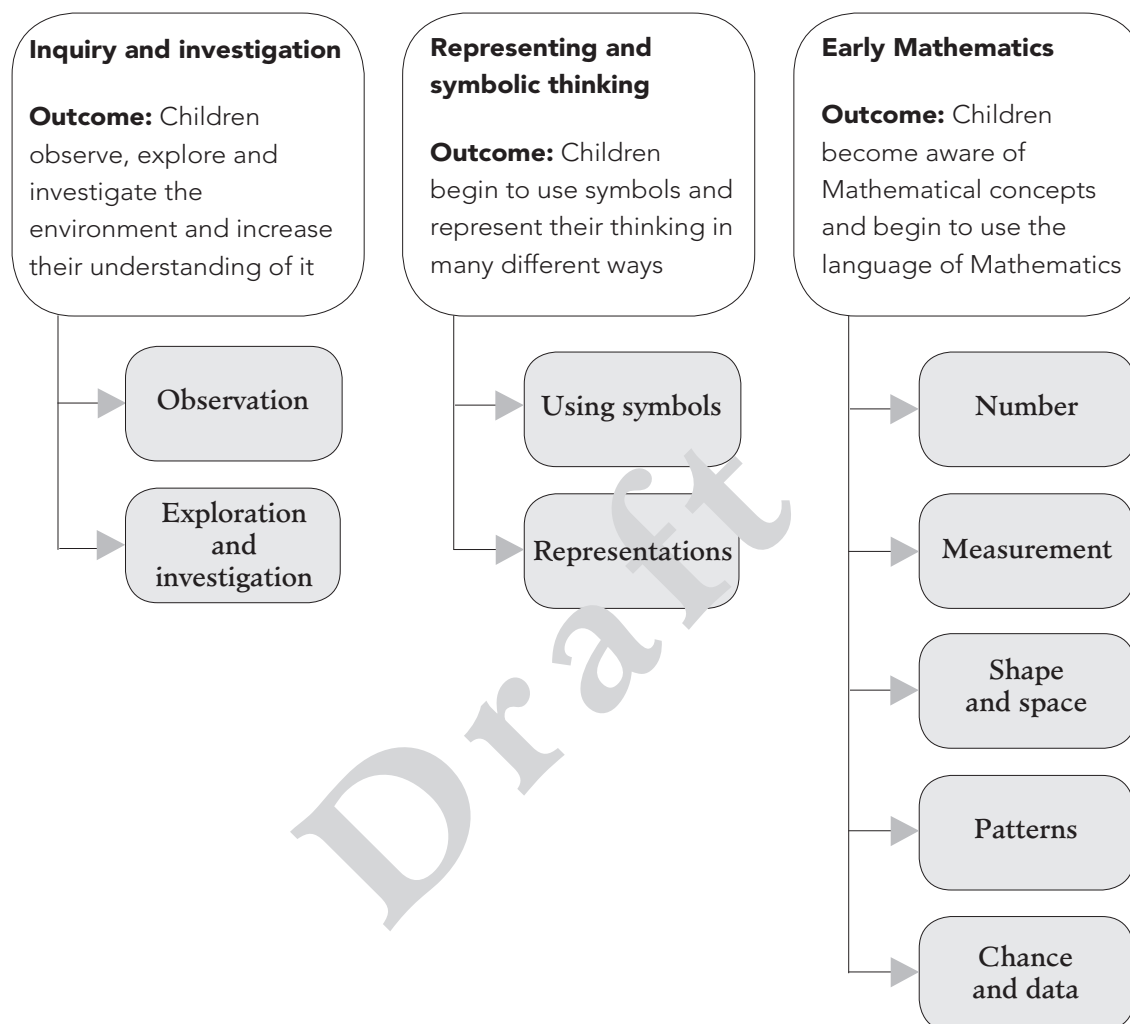 Inquiry and investigation
Outcome: Children
observe, explore and
investigate the
environment and increase
their understanding of it
Observation
Exploration
and
investigation
Representing and
symbolic thinking
Outcome: Children
begin to use symbols and
represent their thinking in
many different ways
Using symbols
Representations
Early Mathematics
Outcome: Children
become aware of
Mathematical concepts
and begin to use the
language of Mathematics
Number
Measurement
Shape
and space
Patterns
Chance
and data
Draft